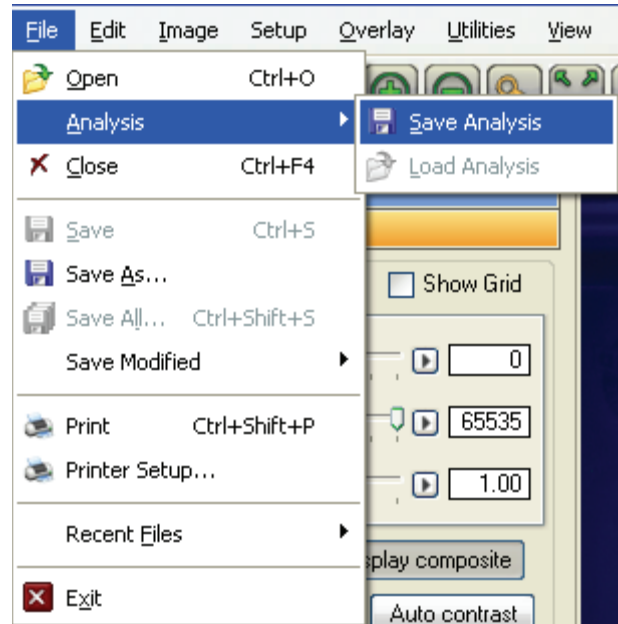 File Edit Image Setup Overlay Utilities View
Open Ctrl+O
Analysis
Save Analysis
Close Ctrl+F4
Load Analysis
Save Ctrl+S
Save As...
Show Grid
Save All... Ctrl+Shift+S
Save Modified
0
Print Ctrl+Shift+P
65535
Printer Setup...
1.00
Recent Files
splay composite
Exit
Auto contrast